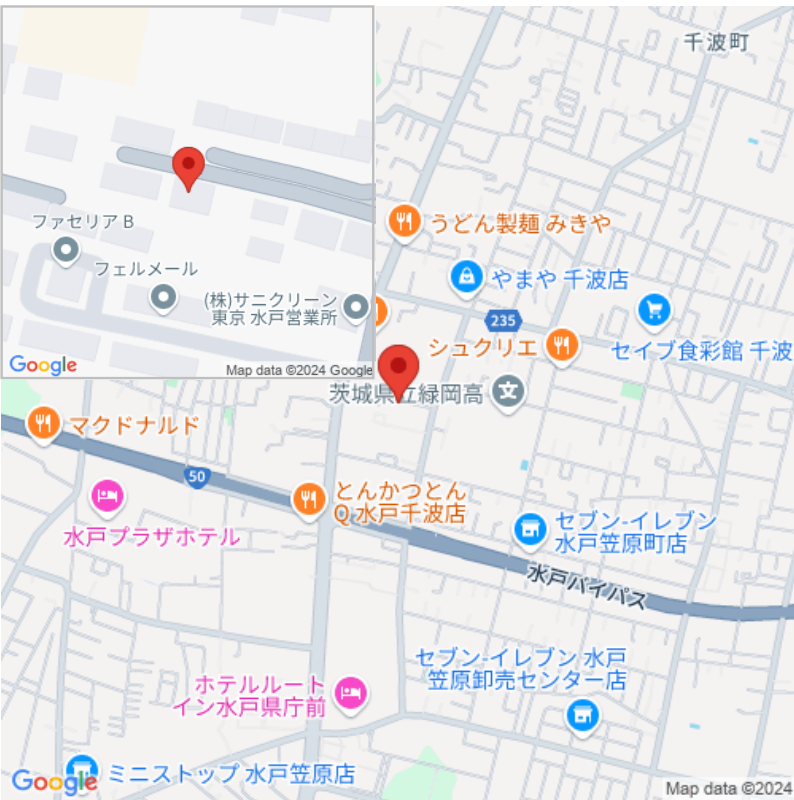 ファセリア B
フェルメール
(株)サニクリーン
東京 水戸営業所
Google
Map data ©2024 Google
千波町
うどん製麺 みきや
やまや 千波店
235
シュクリエ
セイブ食彩館 千波
茨城県立緑岡高
マクドナルド
50
とんかつとん
Q 水戸千波店
水戸プラザホテル
セブン-イレブン
水戸笠原町店
水戸バイパス
セブン-イレブン 水戸
笠原卸売センター店
ホテルルート
イン水戸県庁前
ミニストップ 水戸笠原店
Google
Map data ©2024